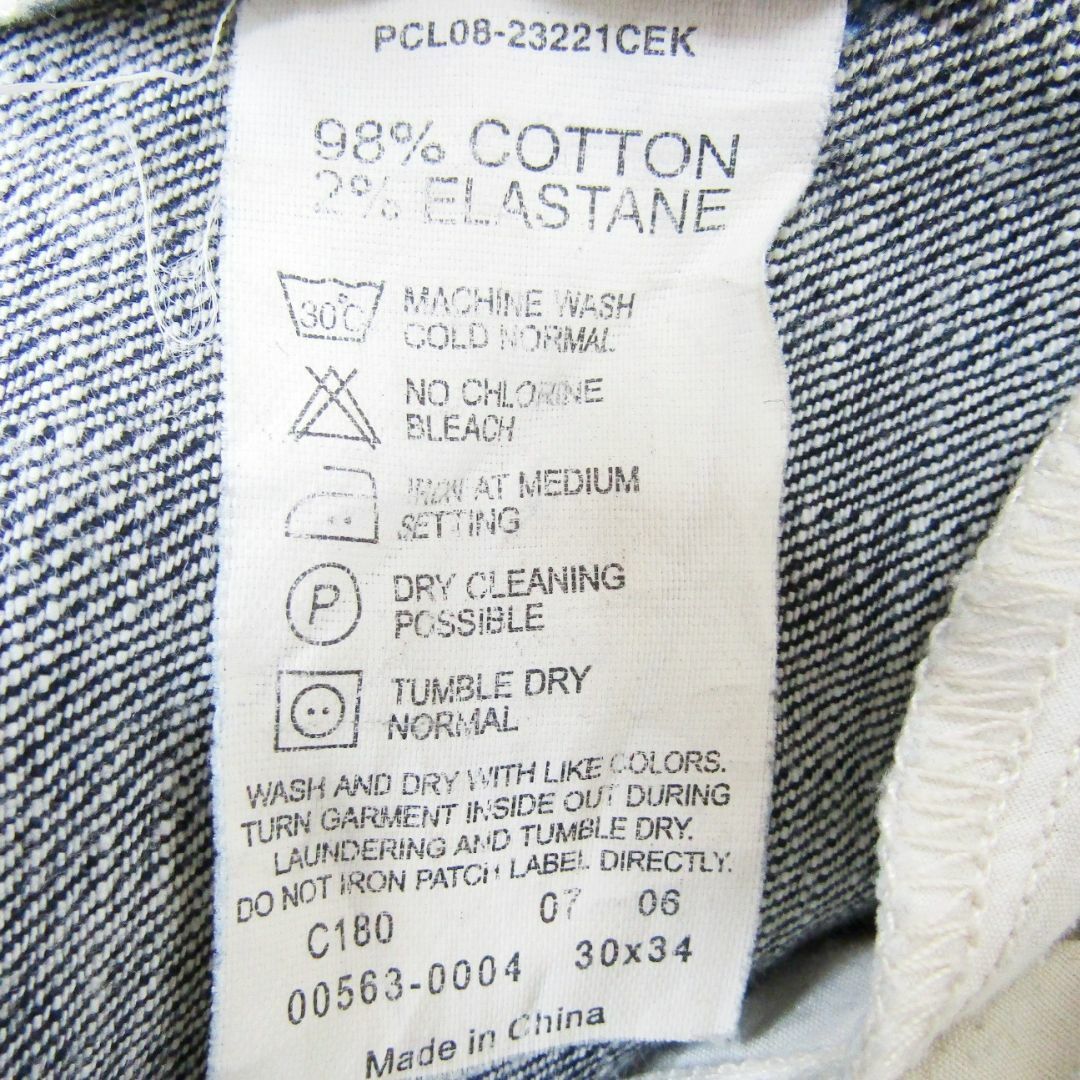 PCL08-23221CEK
98% COTTON
2% ELASTANE
30°C
MACHINE WASH
COLD NORMAL
NO CHLORINE
BLEACH
IRON AT MEDIUM
SETTING
P
DRY CLEANING
POSSIBLE
TUMBLE DRY
NORMAL
WASH AND DRY WITH LIKE COLORS.
TURN GARMENT INSIDE OUT DURING
LAUNDERING AND TUMBLE DRY.
DO NOT IRON PATCH LABEL DIRECTLY.
C180 07 06
00563-0004 30x34
Made in China